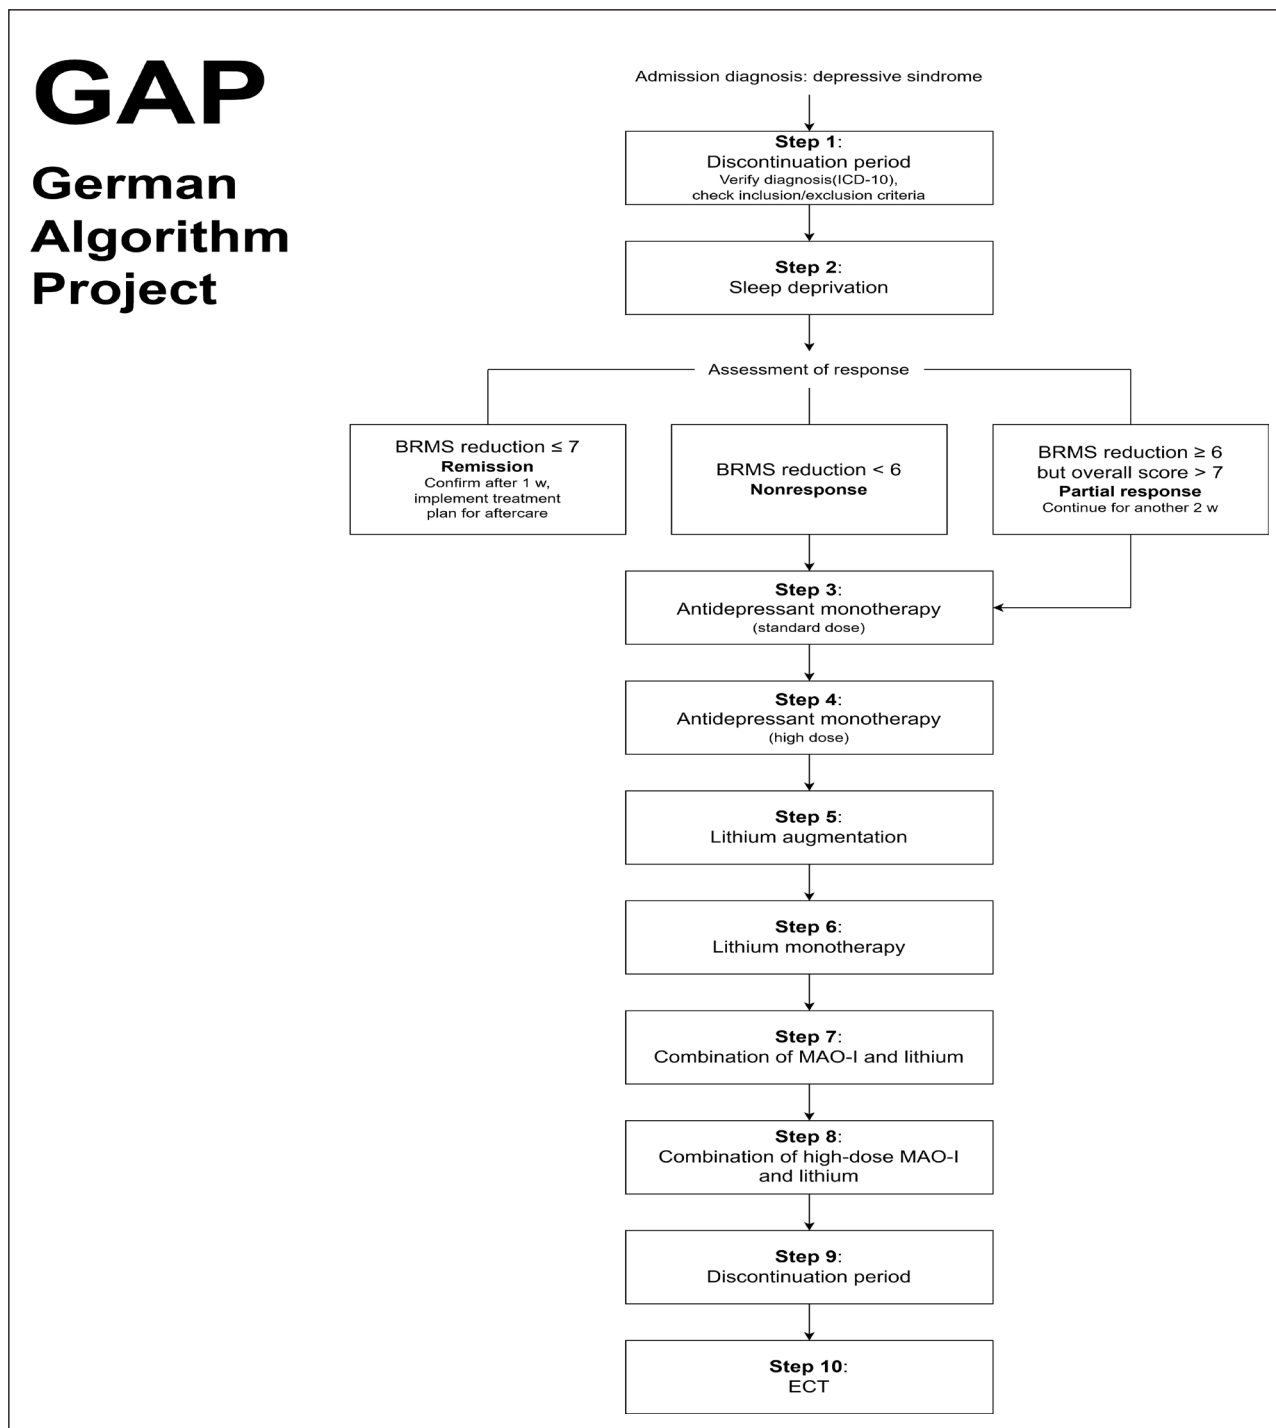 GAP
German
Algorithm
Project
Admission diagnosis: depressive sindrome
Step 1:
Discontinuation period
Verify diagnosis(ICD-10),
check inclusion/exclusion criteria
Step 2:
Sleep deprivation
Assessment of response
BRMS reduction ≤ 7
Remission
Confirm after 1 w,
implement treatment
plan for aftercare
BRMS reduction < 6
Nonresponse
BRMS reduction ≥ 6
but overall score > 7
Partial response
Continue for another 2 w
Step 3:
Antidepressant monotherapy
(standard dose)
Step 4:
Antidepressant monotherapy
(high dose)
Step 5:
Lithium augmentation
Step 6:
Lithium monotherapy
Step 7:
Combination of MAO-I and lithium
Step 8:
Combination of high-dose MAO-I
and lithium
Step 9:
Discontinuation period
Step 10:
ECT